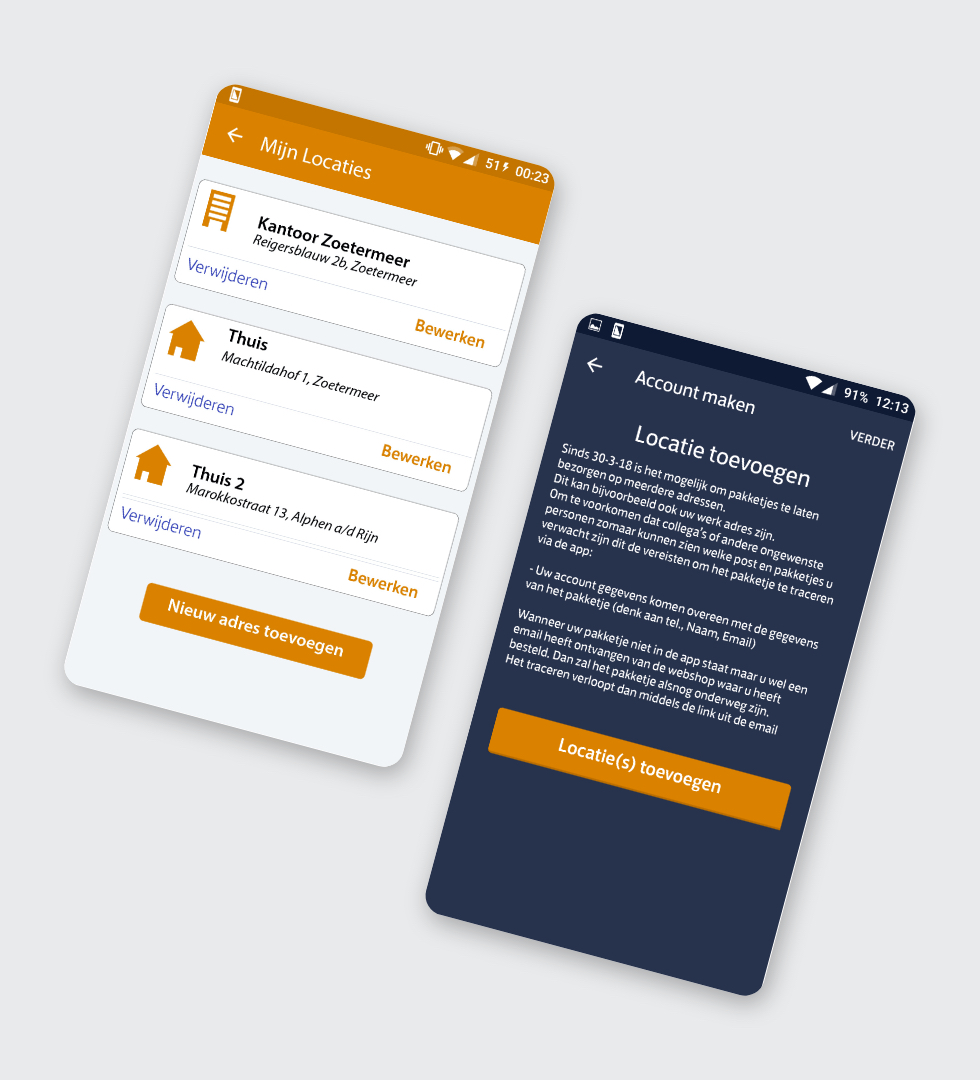 51 00:23
Mijn Locaties
Kantoor Zoetermeer
Reigersblauw 2b, Zoetermeer
Verwijderen
Bewerken
Thuis
Machtildahof 1, Zoetermeer
Verwijderen
Bewerken
Thuis 2
Marokkostraat 13, Alphen a/d Rijn
Verwijderen
Bewerken
Nieuw adres toevoegen
91% 12:13
Account maken
VERDER
Locatie toevoegen
Sinds 30-3-18 is het mogelijk om pakketjes te laten
bezorgen op meerdere adressen.
Dit kan bijvoorbeeld ook uw werk adres zijn.
Om te voorkomen dat collega's of andere ongewenste
personen zomaar kunnen zien welke post en pakketjes u
verwacht zijn dit de vereisten om het pakketje te traceren
via de app:
- Uw account gegevens komen overeen met de gegevens
van het pakketje (denk aan tel., Naam, Email)
Wanneer uw pakketje niet in de app staat maar u wel een
email heeft ontvangen van de webshop waar u heeft
besteld. Dan zal het pakketje alsnog onderweg zijn.
Het traceren verloopt dan middels de link uit de email
Locatie(s) toevoegen